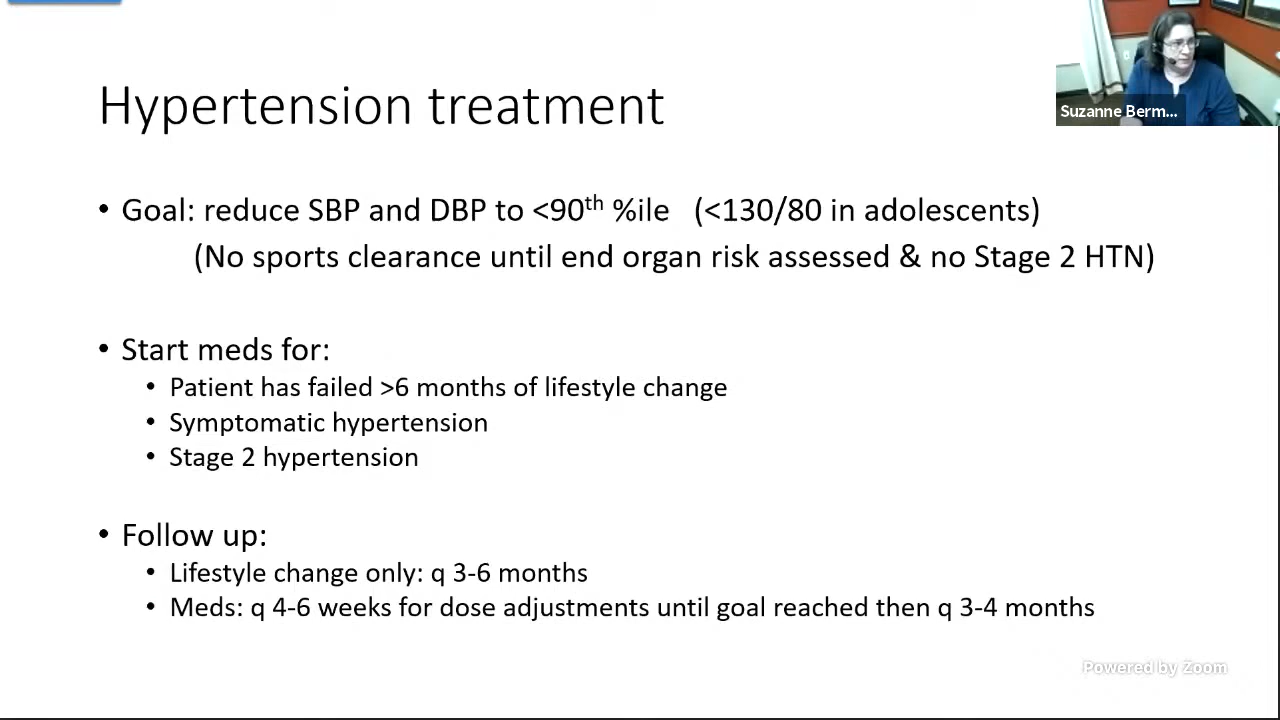 Hypertension treatment
Suzanne Berm...
• Goal: reduce SBP and DBP to <90th %ile (<130/80 in adolescents)
(No sports clearance until end organ risk assessed & no Stage 2 HTN)
• Start meds for:
• Patient has failed >6 months of lifestyle change
• Symptomatic hypertension
• Stage 2 hypertension
• Follow up:
• Lifestyle change only: q 3-6 months
• Meds: q 4-6 weeks for dose adjustments until goal reached then q 3-4 months
Powered by Zoom